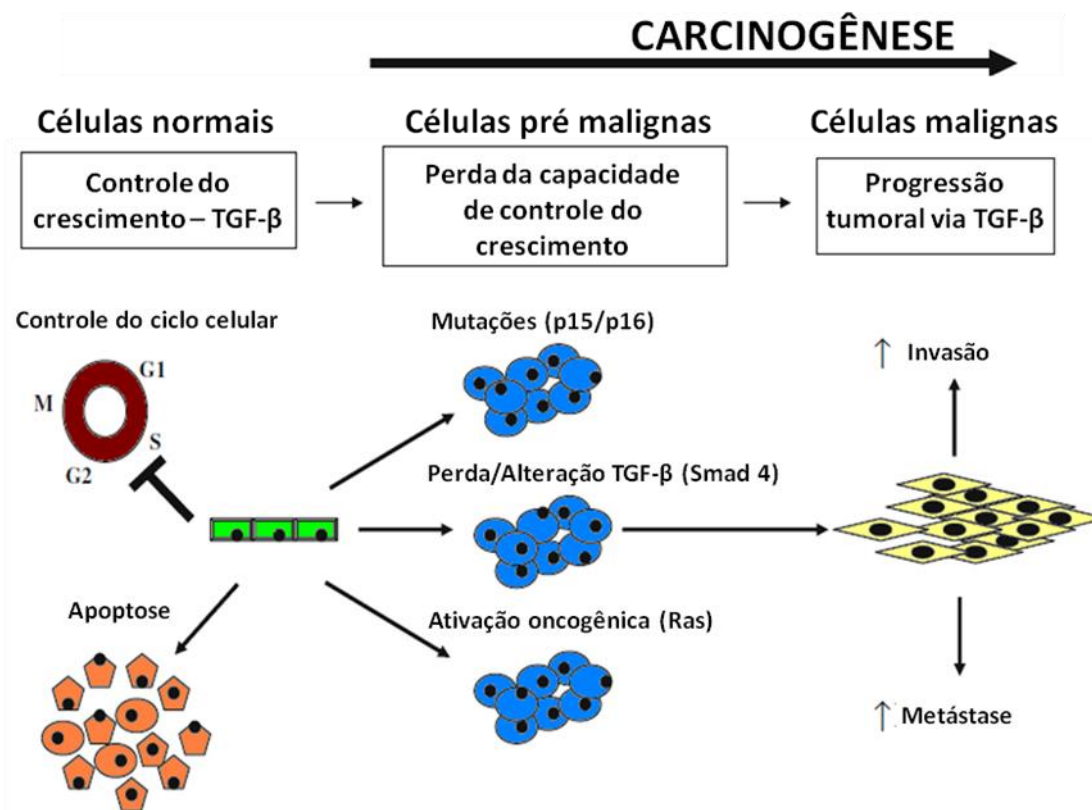 CARCINOGÊNESE
Células normais
Células pré malignas
Células malignas
Controle do
crescimento – TGF-β
Perda da capacidade
de controle do
crescimento
Progressão
tumoral via TGF-β
Controle do ciclo celular
G1
M
S
G2
Mutações (p15/p16)
↑ Invasão
Perda/Alteração TGF-β (Smad 4)
Apoptose
Ativação oncogênica (Ras)
↑ Metástase